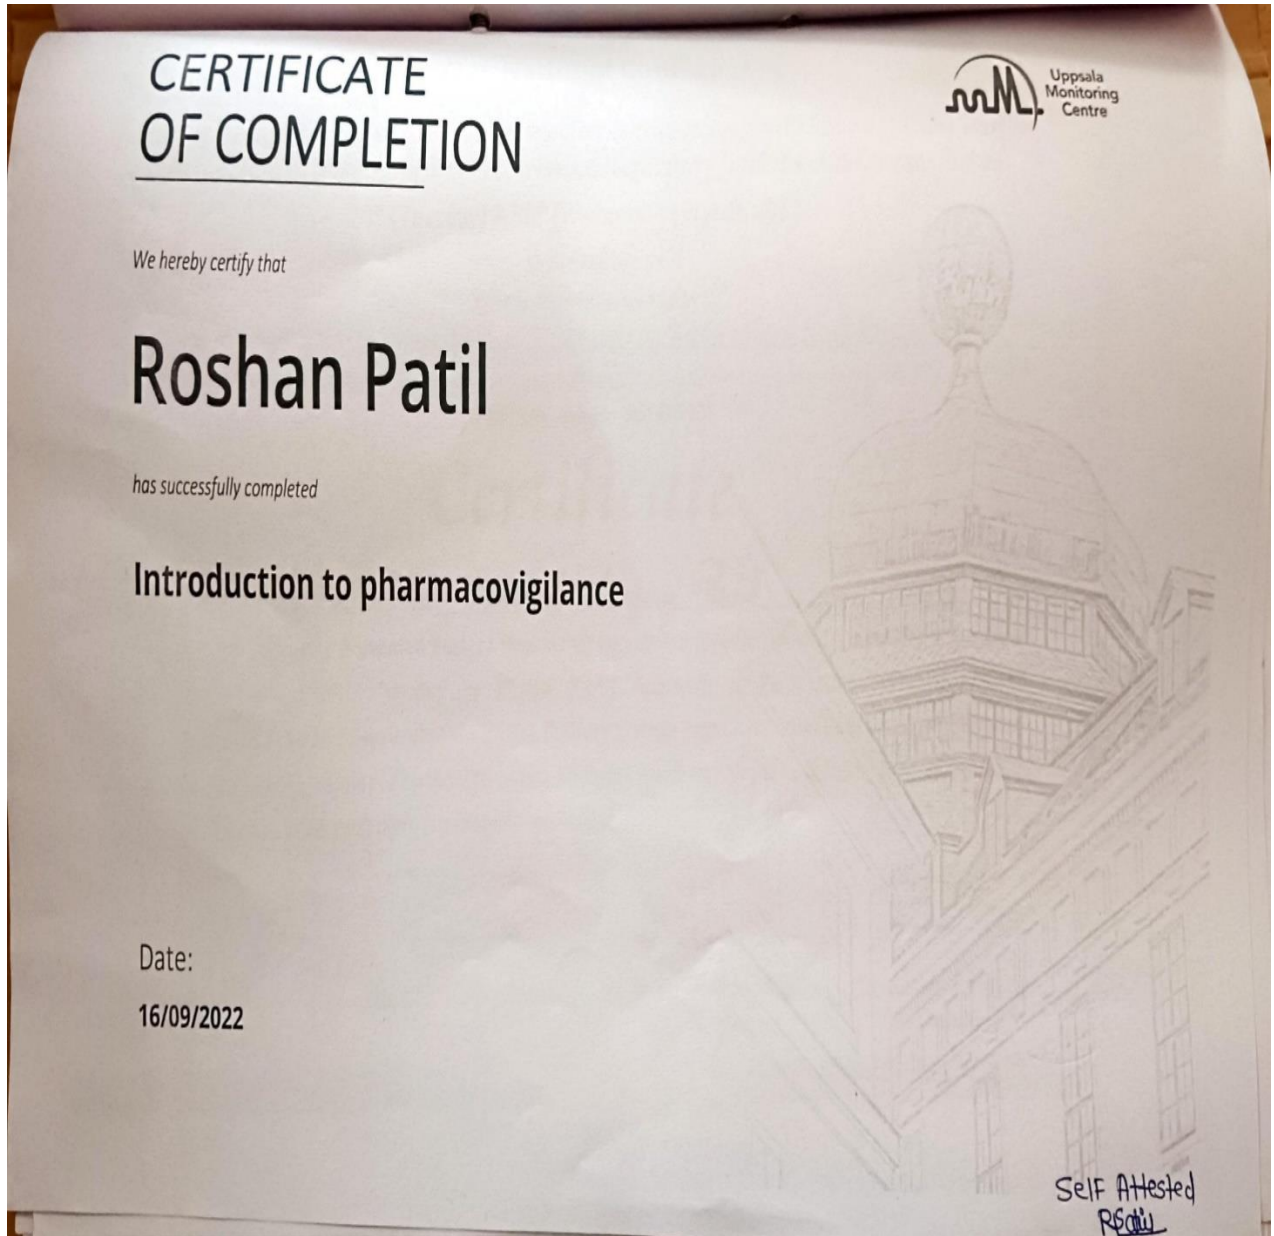 CERTIFICATE
OF COMPLETION
Uppsala
Monitoring
Centre
We hereby certify that
Roshan Patil
has successfully completed
Introduction to pharmacovigilance
Date:
16/09/2022
Self Attested